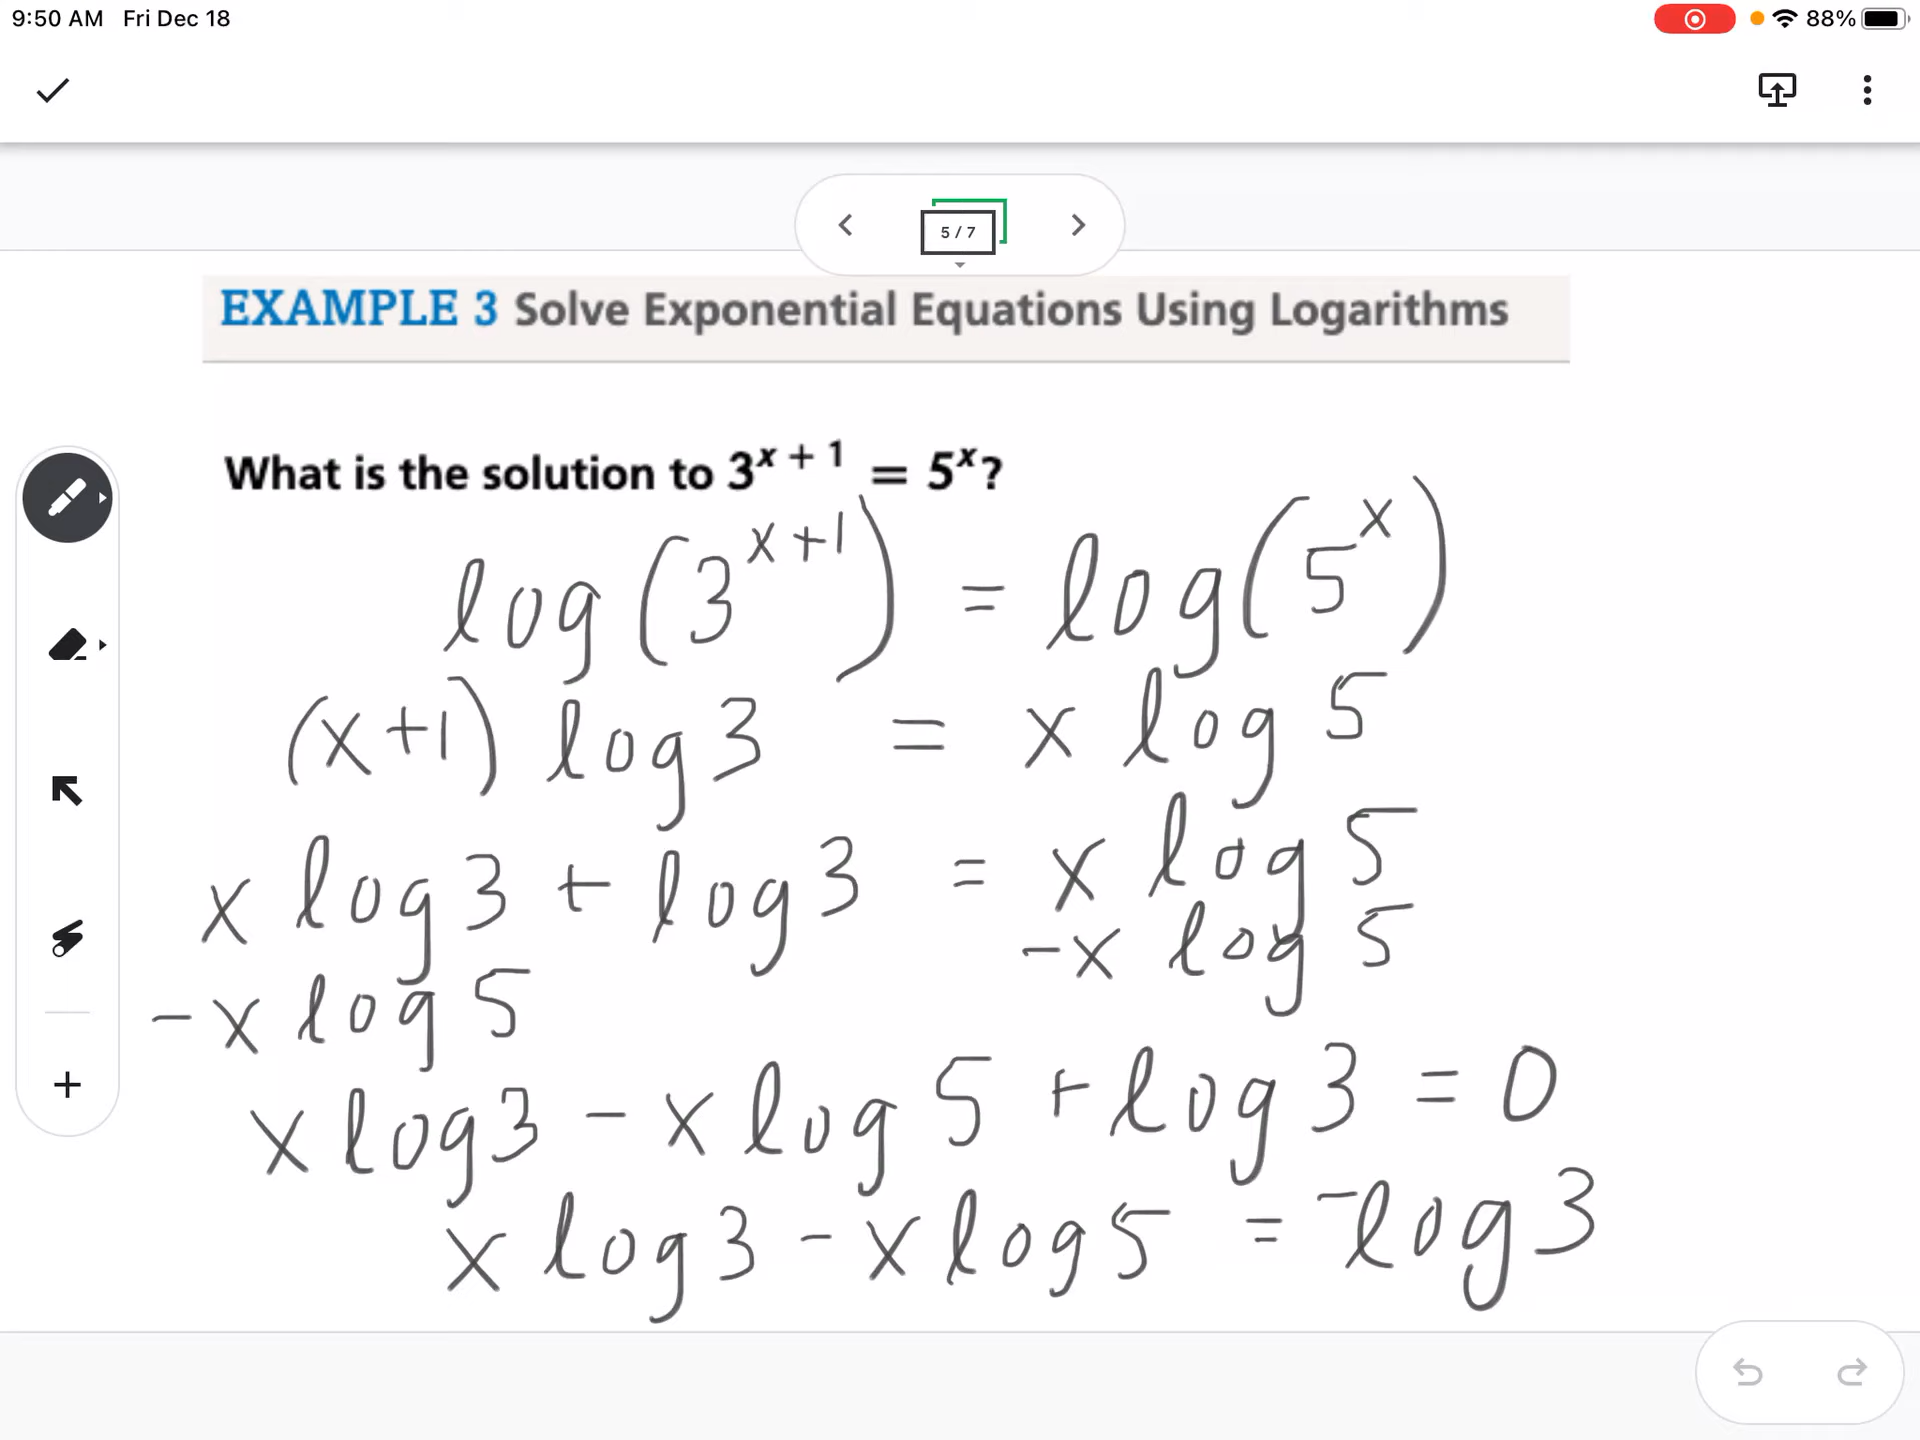 9:50 AM Fri Dec 18 88%
5 / 7
EXAMPLE 3 Solve Exponential Equations Using Logarithms
What is the solution to 3^(x + 1) = 5^x?
log(3^(x+1)) = log(5^x)
(x+1) log 3 = x log 5
x log 3 + log 3 = x log 5
-x log 5 -x log 5
x log 3 - x log 5 + log 3 = 0
x log 3 - x log 5 = -log 3